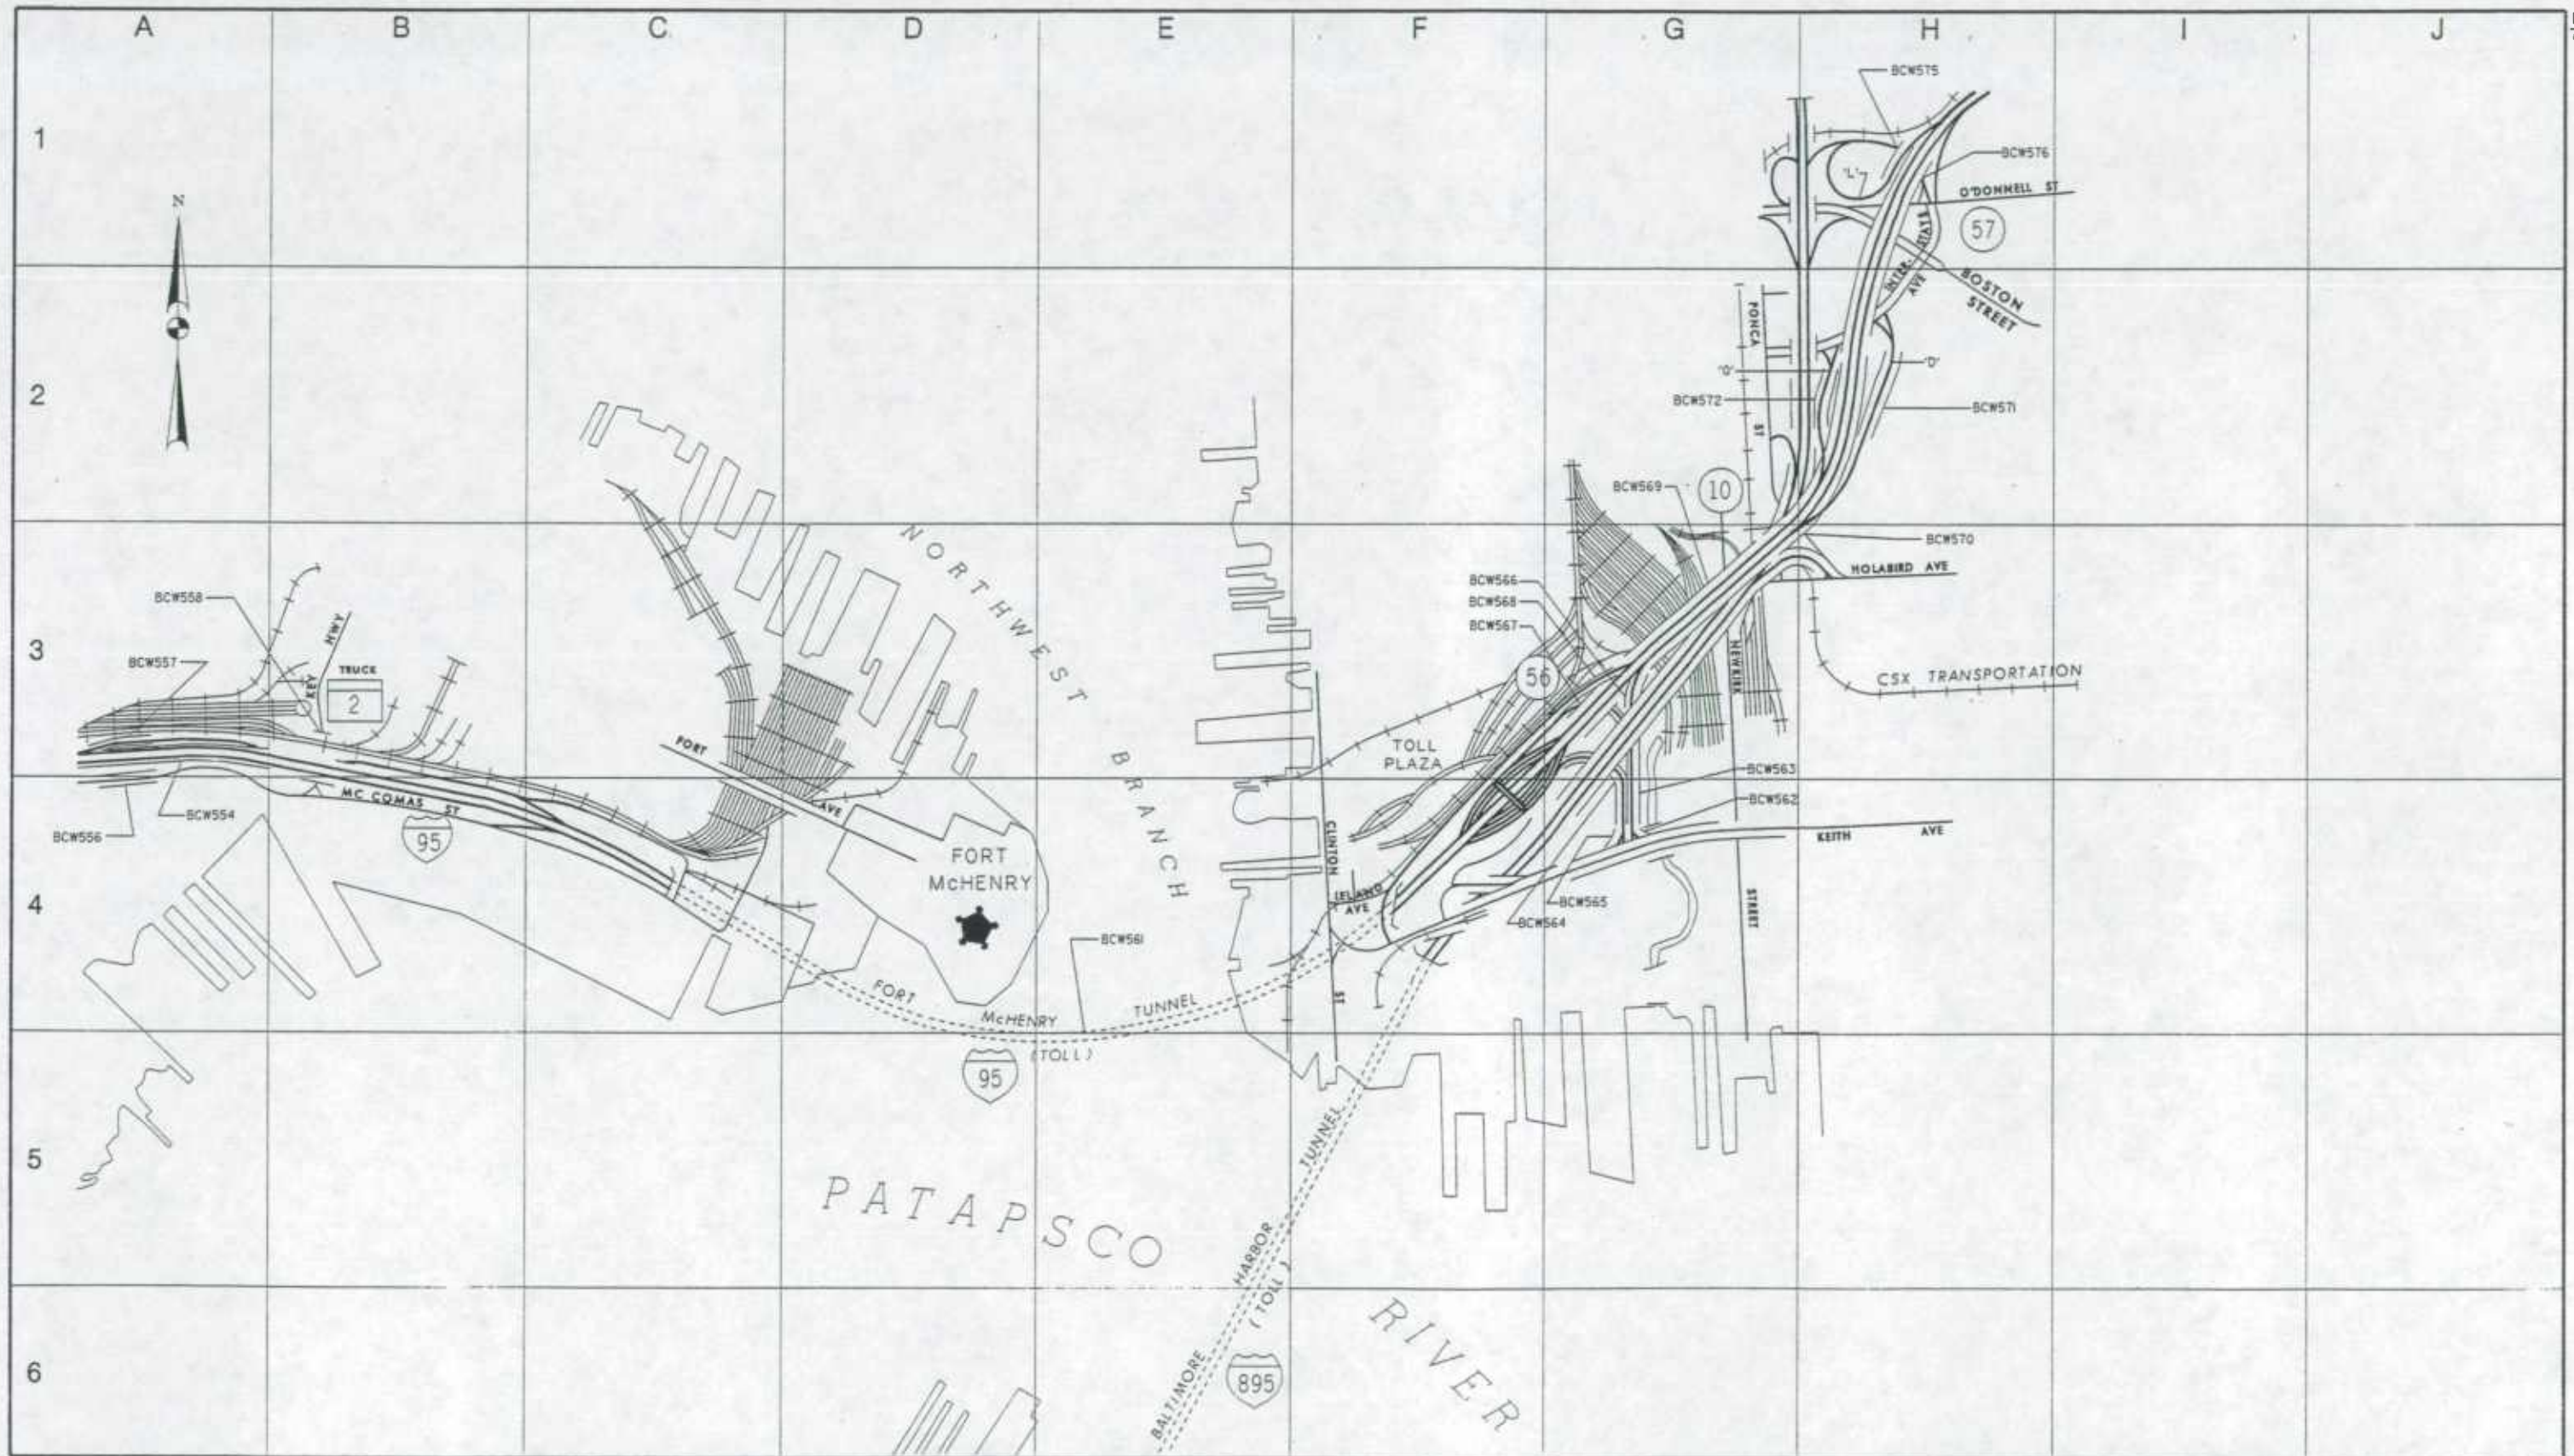 A B C D E F G H I J
1
2
3
4
5
6
N
BCW575
BCW576
'L'
O'DONNELL ST
57
INTER-
STATE
AVE
BOSTON
STREET
PONCA
ST
'O'
'D'
BCW572
BCW571
BCW569
10
BCW570
HOLABIRD AVE
BCW566
BCW568
BCW567
56
NEWKIRK
STREET
CSX TRANSPORTATION
NORTHWEST
BRANCH
BCW558
BCW557
KEY
HWY
TRUCK
2
FORT
AVE
TOLL
PLAZA
BCW563
BCW562
BCW556
BCW554
MC COMAS ST
95
FORT
McHENRY
CLINTON
ST
AVE
KEITH AVE
BCW565
BCW564
BCW561
FORT
McHENRY
TUNNEL
(TOLL)
95
PATAPSCO
RIVER
BALTIMORE
HARBOR
TUNNEL
(TOLL)
895